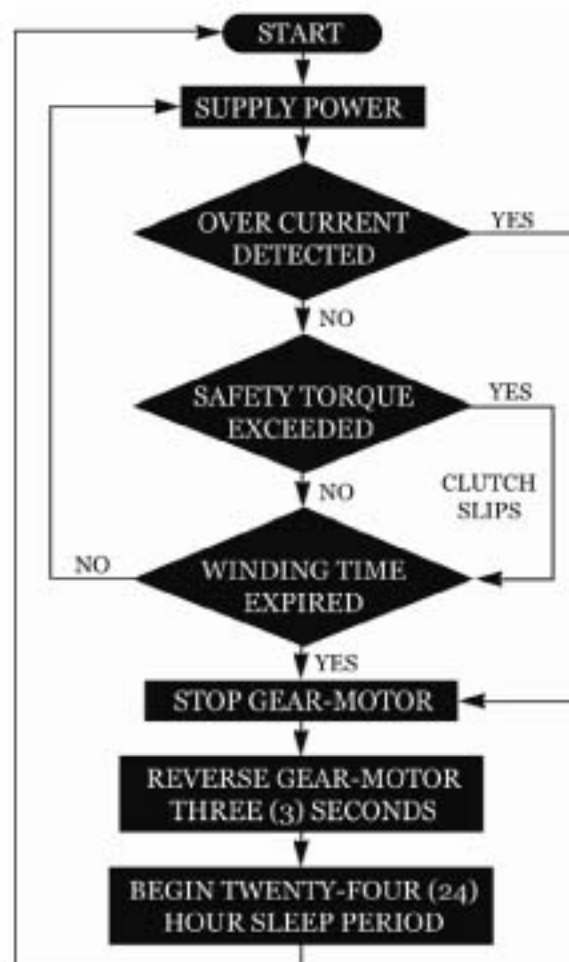 START
SUPPLY POWER
OVER CURRENT
DETECTED
YES
NO
SAFETY TORQUE
EXCEEDED
YES
CLUTCH
SLIPS
NO
WINDING TIME
EXPIRED
NO
YES
STOP GEAR-MOTOR
REVERSE GEAR-MOTOR
THREE (3) SECONDS
BEGIN TWENTY-FOUR (24)
HOUR SLEEP PERIOD